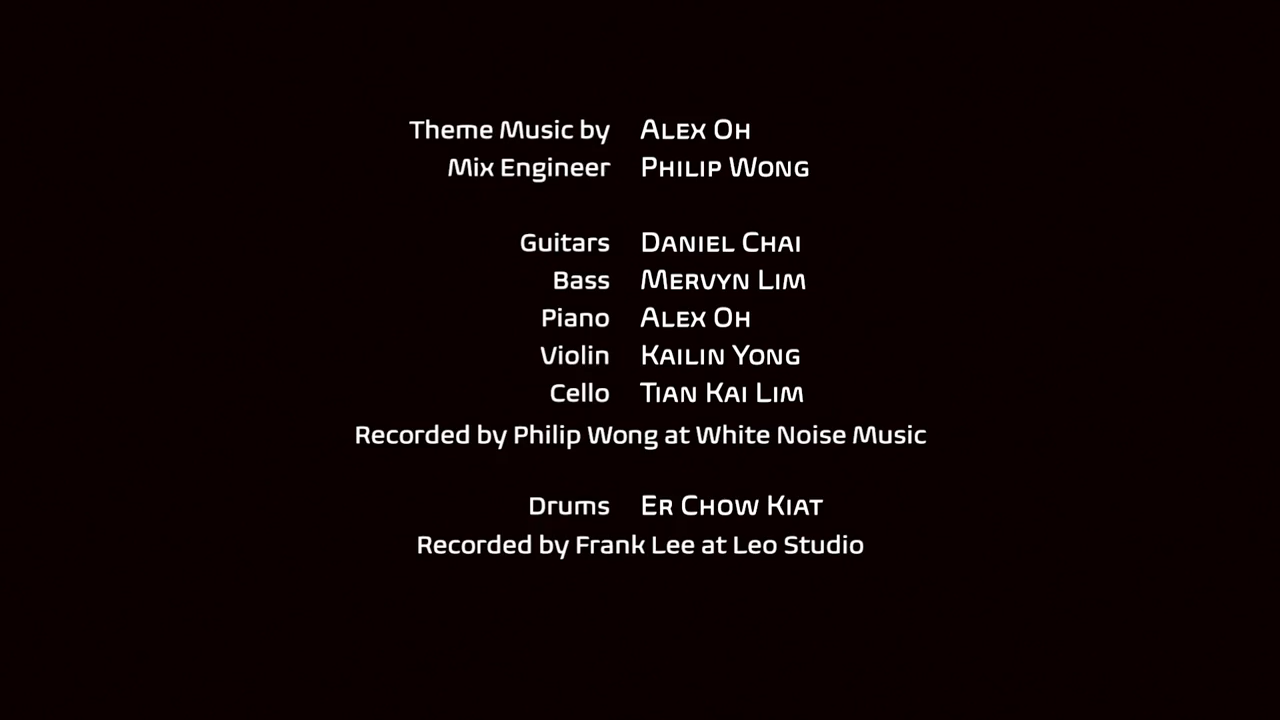 Theme Music by Alex Oh
Mix Engineer Philip Wong
Guitars Daniel Chai
Bass Mervyn Lim
Piano Alex Oh
Violin Kailin Yong
Cello Tian Kai Lim
Recorded by Philip Wong at White Noise Music
Drums Er Chow Kiat
Recorded by Frank Lee at Leo Studio